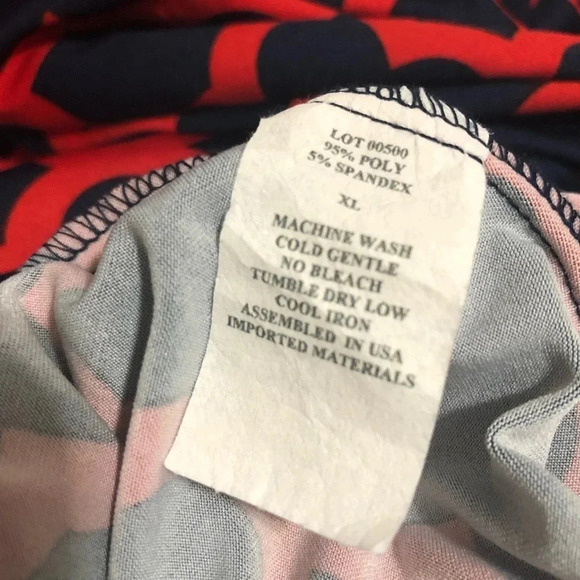 LOT 00500
95% POLY
5% SPANDEX
XL
MACHINE WASH
COLD GENTLE
NO BLEACH
TUMBLE DRY LOW
COOL IRON
ASSEMBLED IN USA
IMPORTED MATERIALS